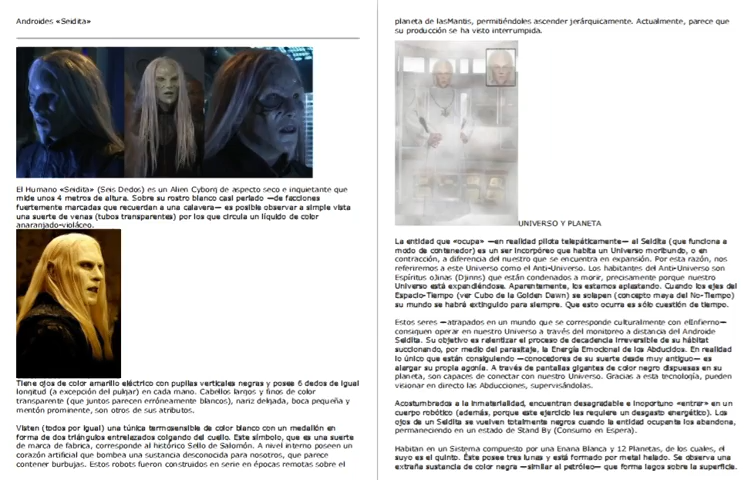 Androides «Seidita»
El Humano «Seidita» (Seis Dedos) es un Alien Cyborg de aspecto seco e inquietante que
mide unos 4 metros de altura. Sobre su rostro blanco casi perlado —de facciones
fuertemente marcadas que recuerdan a una calavera— es posible observar a simple vista
una suerte de venas (tubos transparentes) por los que circula un líquido de color
anaranjado-violáceo.
Tiene ojos de color amarillo eléctrico con pupilas verticales negras y posee 6 dedos de igual
longitud (a excepción del pulgar) en cada mano. Cabellos largos y finos de color
transparente (que juntos parecen erróneamente blancos), nariz delgada, boca pequeña y
mentón prominente, son otros de sus atributos.
Visten (todos por igual) una túnica termosensible de color blanco con un medallón en
forma de dos triángulos entrelazados colgando del cuello. Este símbolo, que es una suerte
de marca de fábrica, corresponde al histórico Sello de Salomón. A nivel interno poseen un
corazón artificial que bombea una sustancia desconocida para nosotros, que parece
contener burbujas. Estos robots fueron construidos en serie en épocas remotas sobre el
planeta de lasMantis, permitiéndoles ascender jerárquicamente. Actualmente, parece que
su producción se ha visto interrumpida.
UNIVERSO Y PLANETA
La entidad que «ocupa» —en realidad pilota telepáticamente— al Seidita (que funciona a
modo de contenedor) es un ser incorpóreo que habita un Universo moribundo, o en
contracción, a diferencia del nuestro que se encuentra en expansión. Por esta razón, nos
referiremos a este Universo como el Anti-Universo. Los habitantes del Anti-Universo son
Espíritus oJinas (Djinns) que están condenados a morir, precisamente porque nuestro
Universo está expandiéndose. Aparentemente, los estamos aplastando. Cuando los ejes del
Espacio-Tiempo (ver Cubo de la Golden Dawn) se solapen (concepto maya del No-Tiempo)
su mundo se habrá extinguido para siempre. Que esto ocurra es sólo cuestión de tiempo.
Estos seres —atrapados en un mundo que se corresponde culturalmente con elInfierno—
consiguen operar en nuestro Universo a través del monitoreo a distancia del Androide
Seidita. Su objetivo es ralentizar el proceso de decadencia irreversible de su hábitat
succionando, por medio del parasitaje, la Energía Emocional de los Abducidos. En realidad
lo único que están consiguiendo —conocedores de su suerte desde muy antiguo— es
alargar su propia agonía. A través de pantallas gigantes de color negro dispuestas en su
planeta, son capaces de conectar con nuestro Universo. Gracias a esta tecnología, pueden
visionar en directo las Abducciones, supervisándolas.
Acostumbrados a la inmaterialidad, encuentran desagradable e inoportuno «entrar» en un
cuerpo robótico (además, porque este ejercicio les requiere un desgaste energético). Los
ojos de un Seidita se vuelven totalmente negros cuando la entidad ocupante los abandona,
permaneciendo en un estado de Stand By (Consumo en Espera).
Habitan en un Sistema compuesto por una Enana Blanca y 12 Planetas, de los cuales, el
suyo es el quinto. Éste posee tres lunas y está formado por metal helado. Se observa una
extraña sustancia de color negra —similar al petróleo— que forma lagos sobre la superficie.